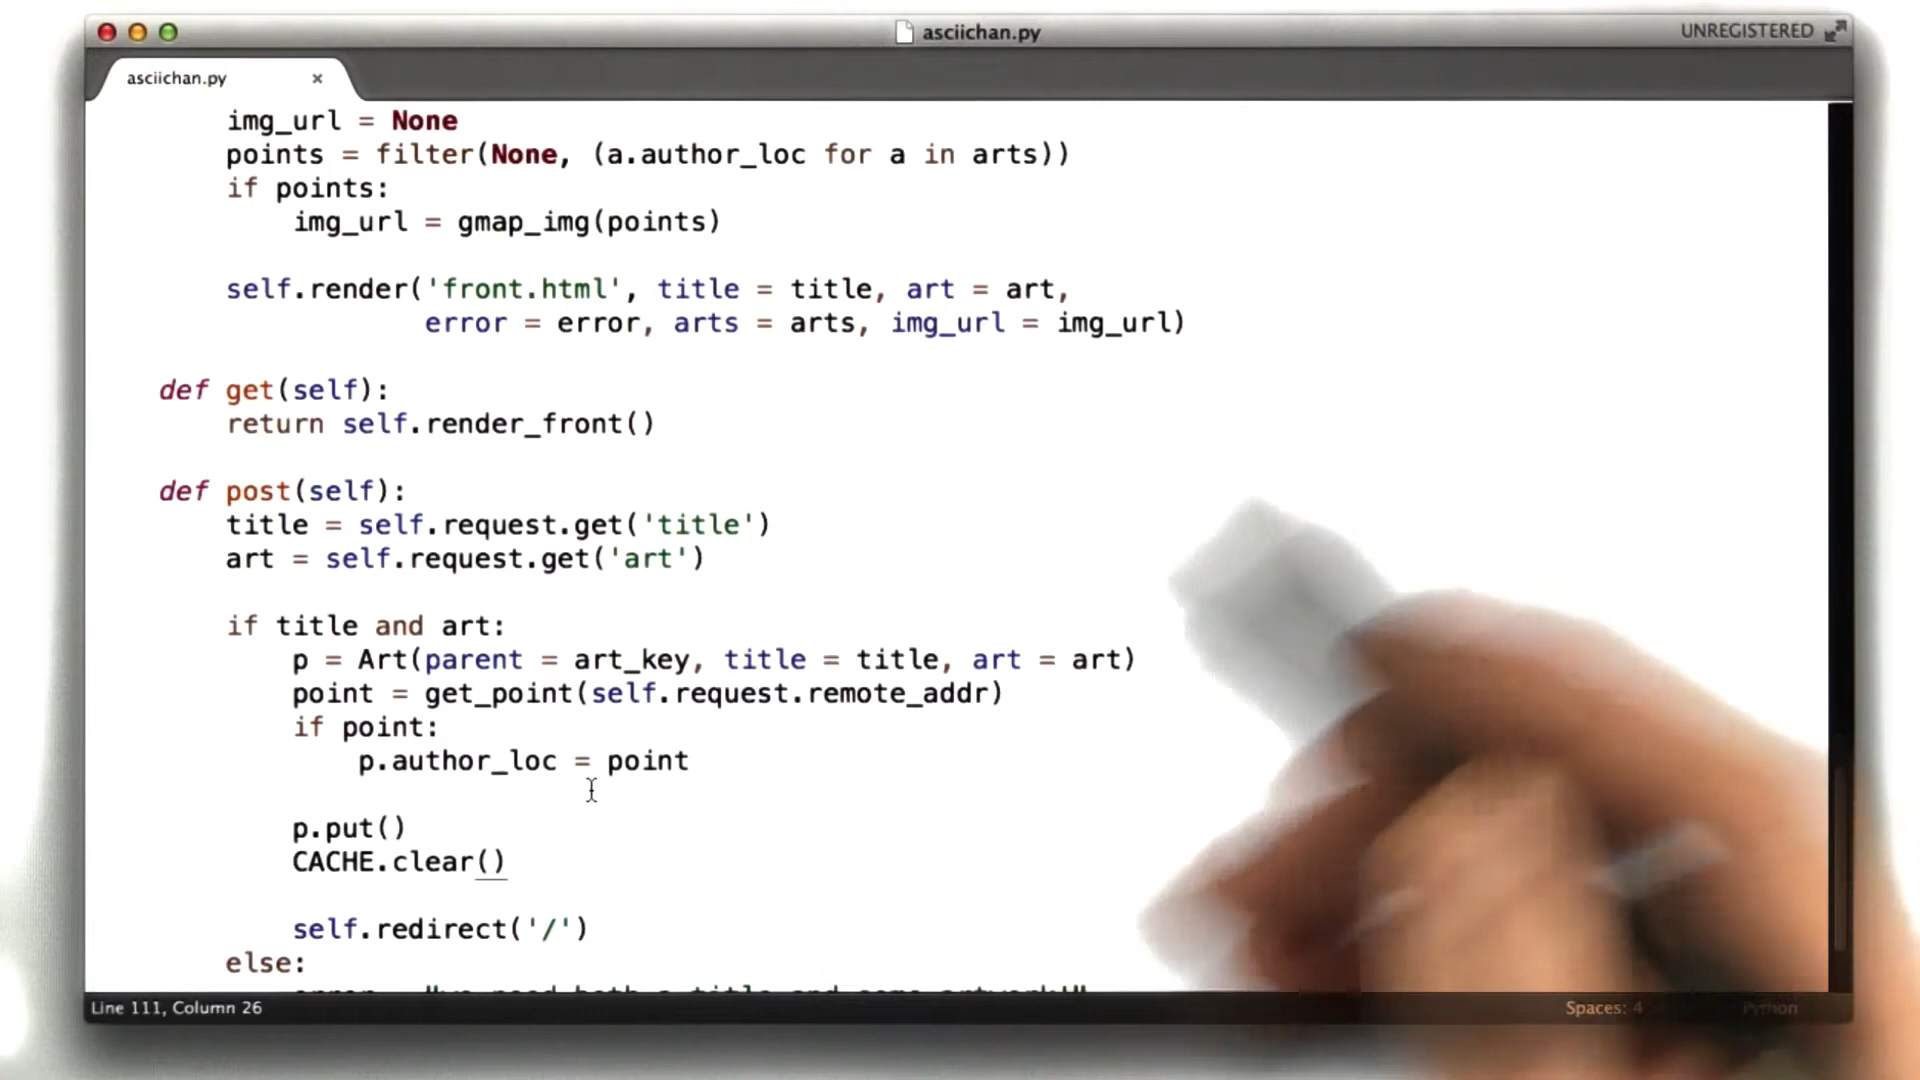 asciichan.py
UNREGISTERED
asciichan.py ×
img_url = None
points = filter(None, (a.author_loc for a in arts))
if points:
img_url = gmap_img(points)
self.render('front.html', title = title, art = art,
error = error, arts = arts, img_url = img_url)
def get(self):
return self.render_front()
def post(self):
title = self.request.get('title')
art = self.request.get('art')
if title and art:
p = Art(parent = art_key, title = title, art = art)
point = get_point(self.request.remote_addr)
if point:
p.author_loc = point
p.put()
CACHE.clear()
self.redirect('/')
else:
Line 111, Column 26
Spaces: 4
Python